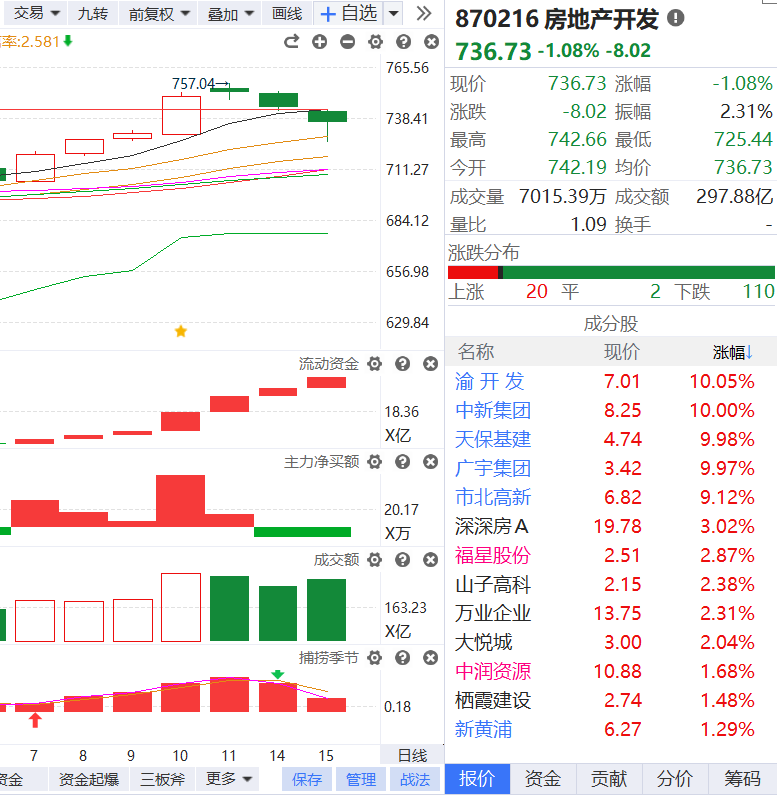 交易 九转 前复权 叠加 画线 +自选
率:2.581
757.04→
765.56
738.41
711.27
684.12
656.98
629.84
流动资金
18.36
X亿
主力净买额
20.17
X万
成交额
163.23
X亿
捕捞季节
0.18
7 8 9 10 11 14 15 日线
资金 资金起爆 三板斧 更多 保存 管理 战法
870216 房地产开发
736.73 -1.08% -8.02
现价 736.73 涨幅 -1.08%
涨跌 -8.02 振幅 2.31%
最高 742.66 最低 725.44
今开 742.19 均价 736.73
成交量 7015.39万 成交额 297.88亿
量比 1.09 换手 -
涨跌分布
上涨 20 平 2 下跌 110
成分股
名称 现价 涨幅↓
渝 开 发 7.01 10.05%
中新集团 8.25 10.00%
天保基建 4.74 9.98%
广宇集团 3.42 9.97%
市北高新 6.82 9.12%
深深房A 19.78 3.02%
福星股份 2.51 2.87%
山子高科 2.15 2.38%
万业企业 13.75 2.31%
大悦城 3.00 2.04%
中润资源 10.88 1.68%
栖霞建设 2.74 1.48%
新黄浦 6.27 1.29%
报价 资金 贡献 分价 筹码